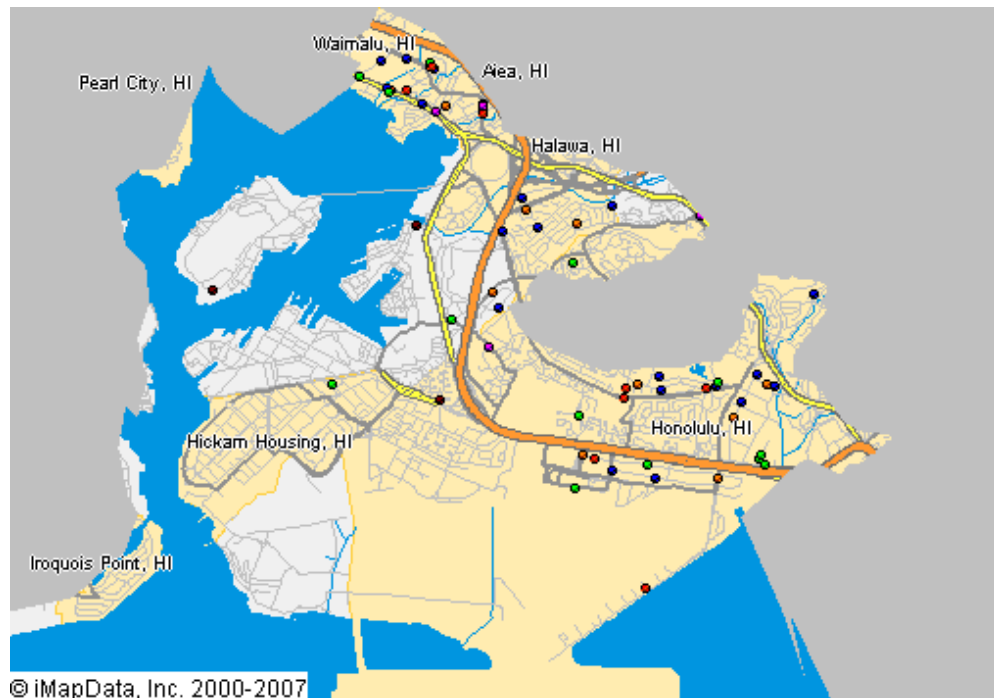 Waimalu, HI
Aiea, HI
Pearl City, HI
Halawa, HI
Honolulu, HI
Hickam Housing, HI
Iroquois Point, HI
© iMapData, Inc. 2000-2007